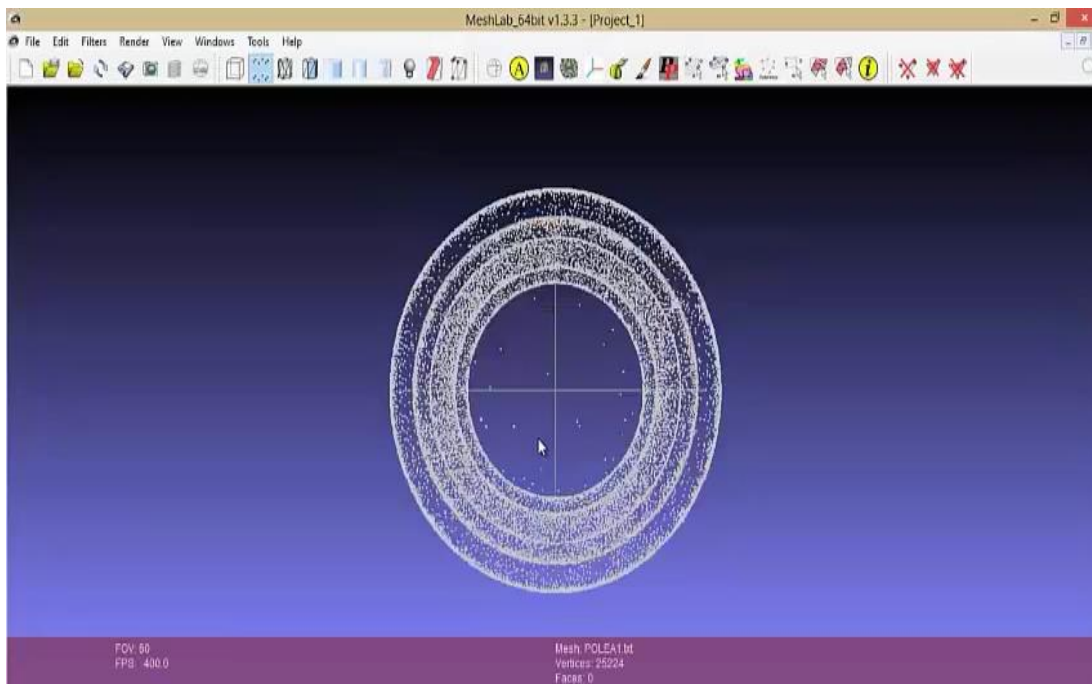 MeshLab_64bit v1.3.3 - [Project_1]
File Edit Filters Render View Windows Tools Help
A
i
FOV: 60
FPS: 400.0
Mesh: POLEA1.txt
Vertices: 25224
Faces: 0